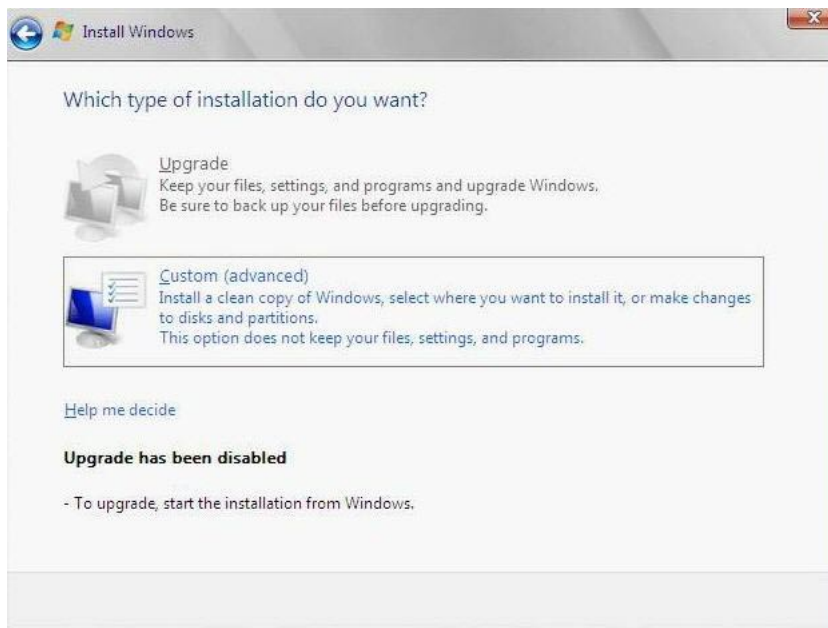 Install Windows
Which type of installation do you want?
Upgrade
Keep your files, settings, and programs and upgrade Windows.
Be sure to back up your files before upgrading.
Custom (advanced)
Install a clean copy of Windows, select where you want to install it, or make changes
to disks and partitions.
This option does not keep your files, settings, and programs.
Help me decide
Upgrade has been disabled
- To upgrade, start the installation from Windows.